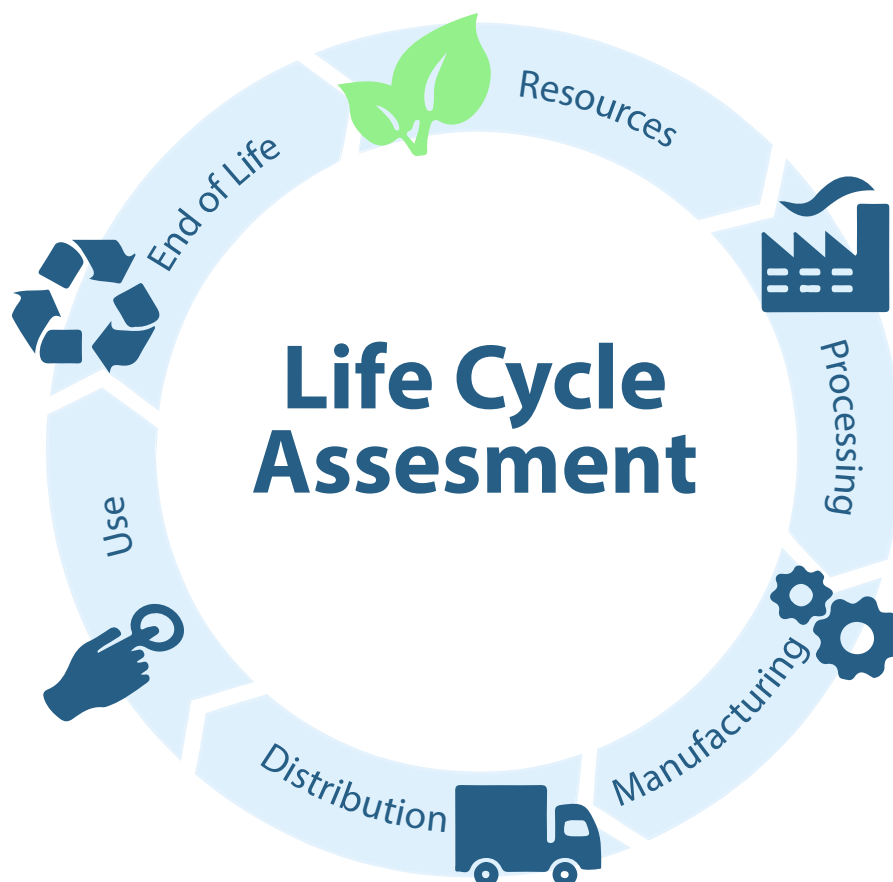 Life Cycle
Assesment
Resources
Processing
Manufacturing
Distribution
Use
End of Life